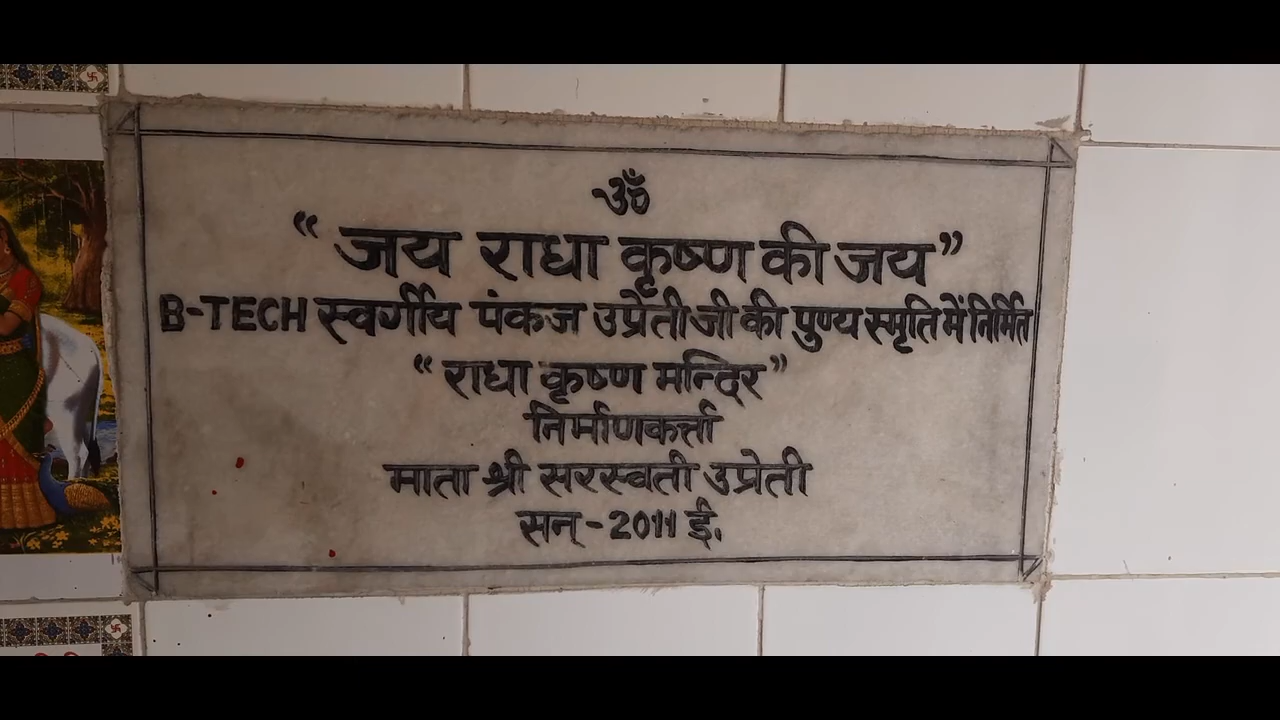 ॐ
“जय राधा कृष्ण की जय”
B-TECH स्वर्गीय पंकज उप्रेती जी की पुण्य स्मृति में निर्मित
“राधा कृष्ण मन्दिर”
निर्माणकर्त्ता
माता श्री सरस्वती उप्रेती
सन् - 2011 ई.